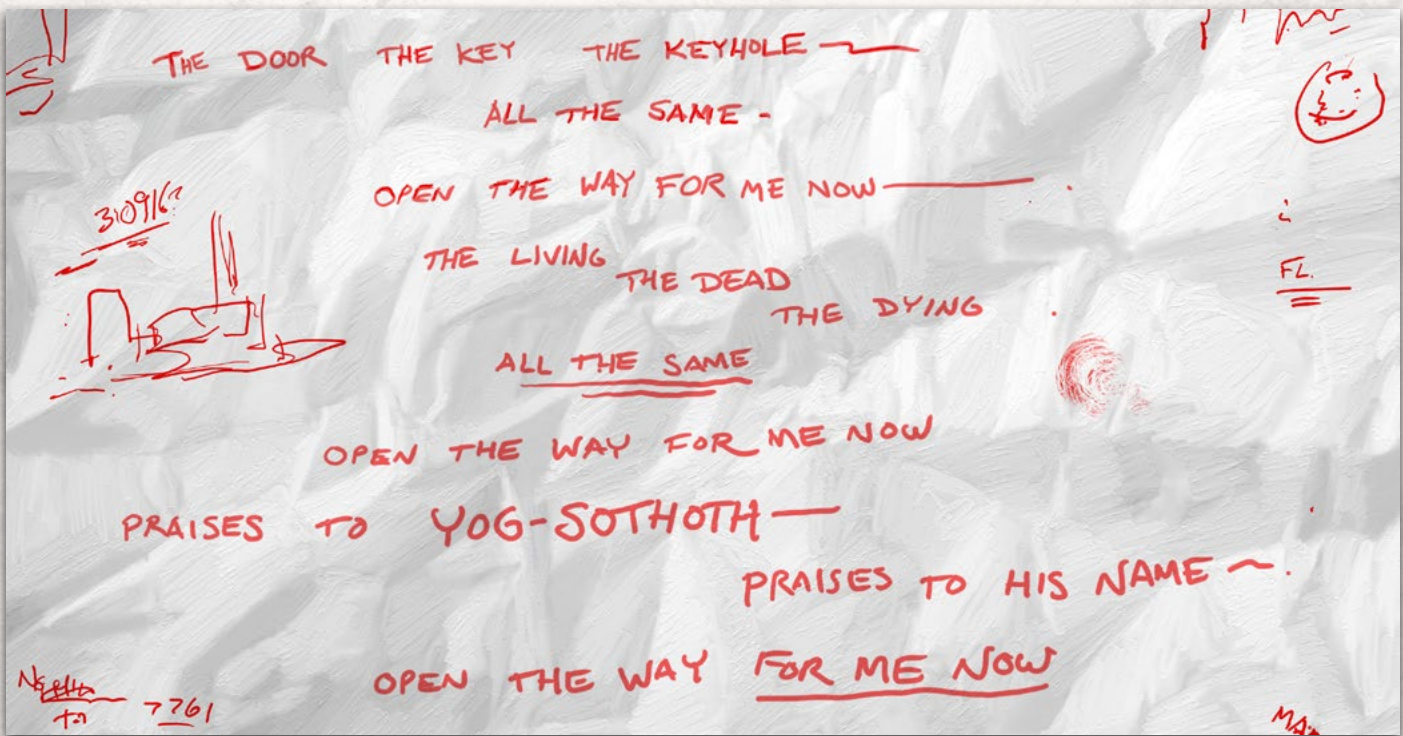 THE DOOR THE KEY THE KEYHOLE
ALL THE SAME -
OPEN THE WAY FOR ME NOW
THE LIVING
THE DEAD
THE DYING
FL.
ALL THE SAME
OPEN THE WAY FOR ME NOW
PRAISES TO YOG-SOTHOTH
PRAISES TO HIS NAME
OPEN THE WAY FOR ME NOW